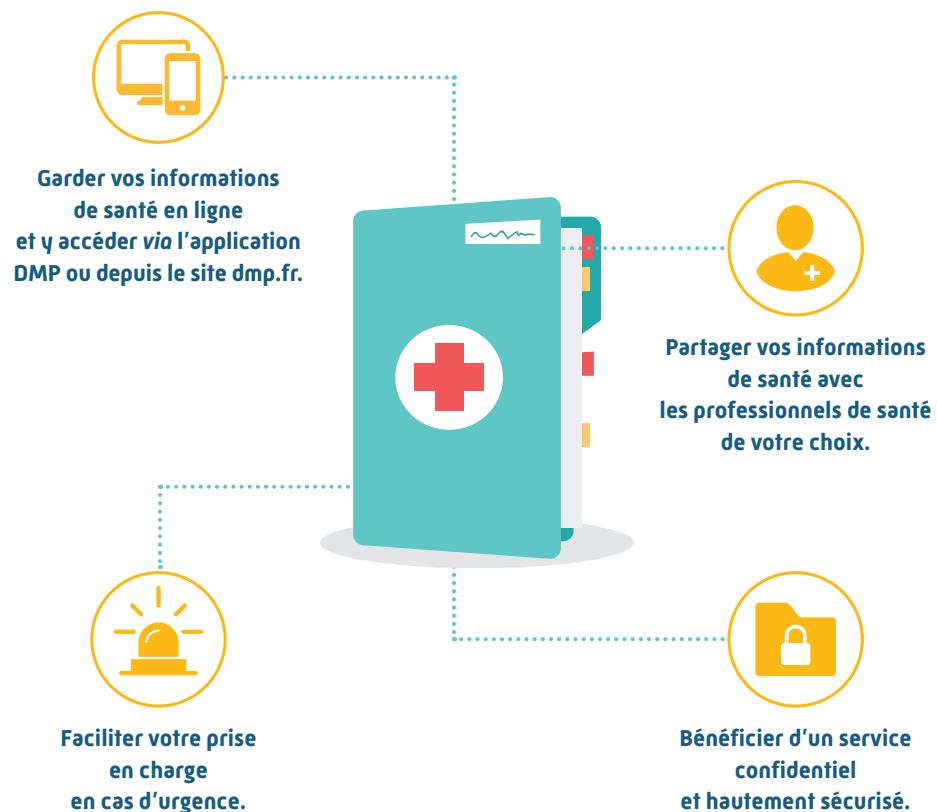 Garder vos informations
de santé en ligne
et y accéder via l'application
DMP ou depuis le site dmp.fr.
Partager vos informations
de santé avec
les professionnels de santé
de votre choix.
Faciliter votre prise
en charge
en cas d'urgence.
Bénéficier d'un service
confidentiel
et hautement sécurisé.